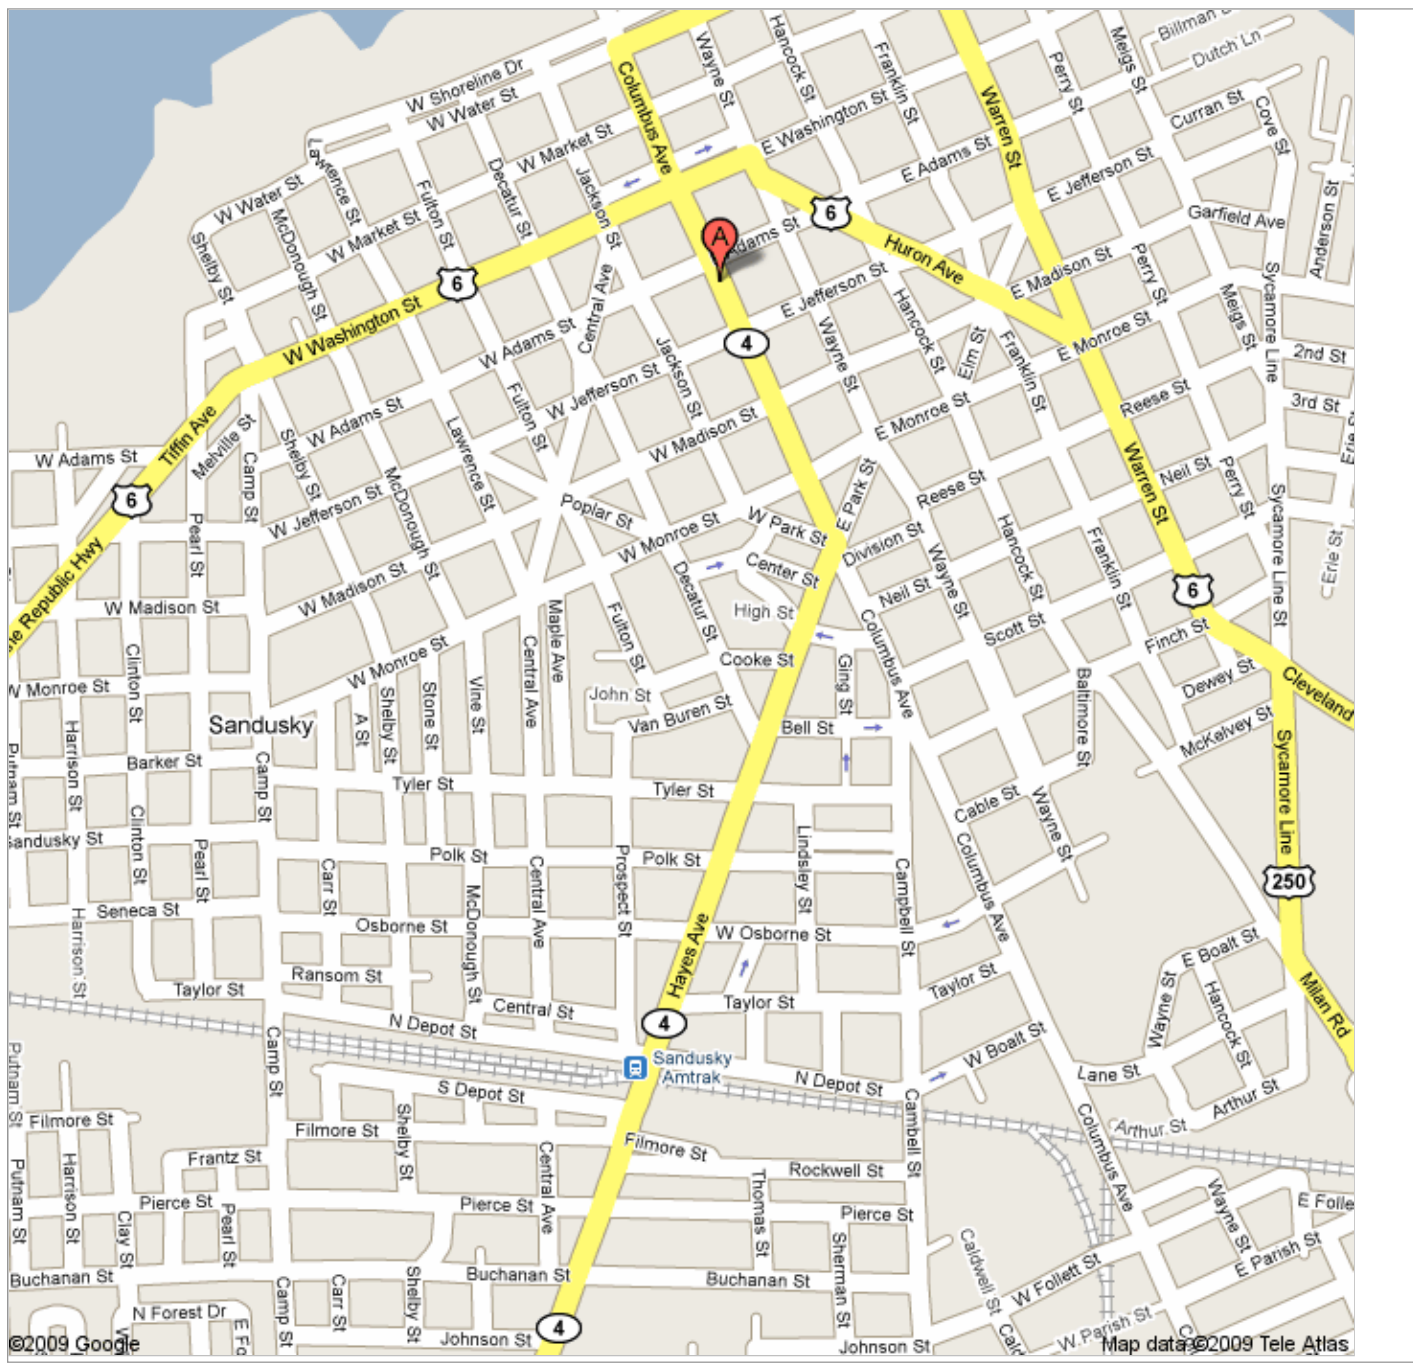 Billman
Dutch Ln
W Shoreline Dr
W Water St
Columbus Ave
Wayne St
Hancock St
Franklin St
Perry St
Meigs St
Warren St
Curran St
Cove St
W Market St
E Washington St
E Adams St
E Jefferson St
Lawrence St
Decatur St
Jackson St
Fulton St
W Water St
McDonough St
W Market St
Shelby St
Garfield Ave
Anderson St
6
A
Adams St
Huron Ave
E Madison St
Perry St
Sycamore Line
6
W Washington St
Central Ave
E Jefferson St
Hancock St
Meigs St
W Adams St
4
Wayne St
Elm St
Franklin St
E Monroe St
2nd St
Jackson St
W Jefferson St
Fulton St
Reese St
3rd St
Tiffin Ave
Melville St
W Adams St
Lawrence St
W Madison St
E Monroe St
Erie
W Adams St
Camp St
Shelby St
McDonough St
6
W Jefferson St
Poplar St
E Park St
Reese St
Warren St
Neil St
Perry St
Sycamore Line St
W Park St
W Monroe St
Division St
Hancock St
Franklin St
Erie St
Republic Hwy
Pearl St
W Madison St
Center St
Neil St
Wayne St
6
W Madison St
Decatur St
High St
Fulton St
Maple Ave
Central Ave
Columbus Ave
Scott St
Finch St
W Monroe St
Cooke St
Ging St
Dewey St
Cleveland
W Monroe St
Clinton St
John St
Baltimore St
McKelvey St
Van Buren St
Bell St
Sandusky
A St
Shelby St
Stone St
Vine St
Harrison St
Putnam St
Barker St
Camp St
Tyler St
Tyler St
Cable St
Wayne St
Sycamore Line
Sandusky St
Clinton St
Pearl St
Polk St
Polk St
Lindsley St
Columbus Ave
Carr St
McDonough St
Central Ave
Prospect St
Campbell St
250
Seneca St
Harrison St
Osborne St
W Osborne St
Hayes Ave
E Boalt St
Ransom St
Taylor St
Central St
Taylor St
Taylor St
Wayne St
Hancock St
Milan Rd
N Depot St
4
W Boalt St
Sandusky
Amtrak
Camp St
Putnam St
N Depot St
Lane St
S Depot St
Arthur St
Arthur St
Filmore St
Filmore St
Shelby St
Filmore St
Cambell St
Columbus Ave
Frantz St
Rockwell St
Putnam St
Harrison St
Central Ave
Thomas St
Wayne St
E Folle
Pierce St
Pierce St
Pierce St
Clay St
Pearl St
Sherman St
E Parish St
Caldwell St
W Follett St
Buchanan St
Buchanan St
Buchanan St
N Forest Dr
Camp St
Carr St
Shelby St
4
Johnson St
Johnson St
W Parish St
©2009 Google
Map data ©2009 Tele Atlas